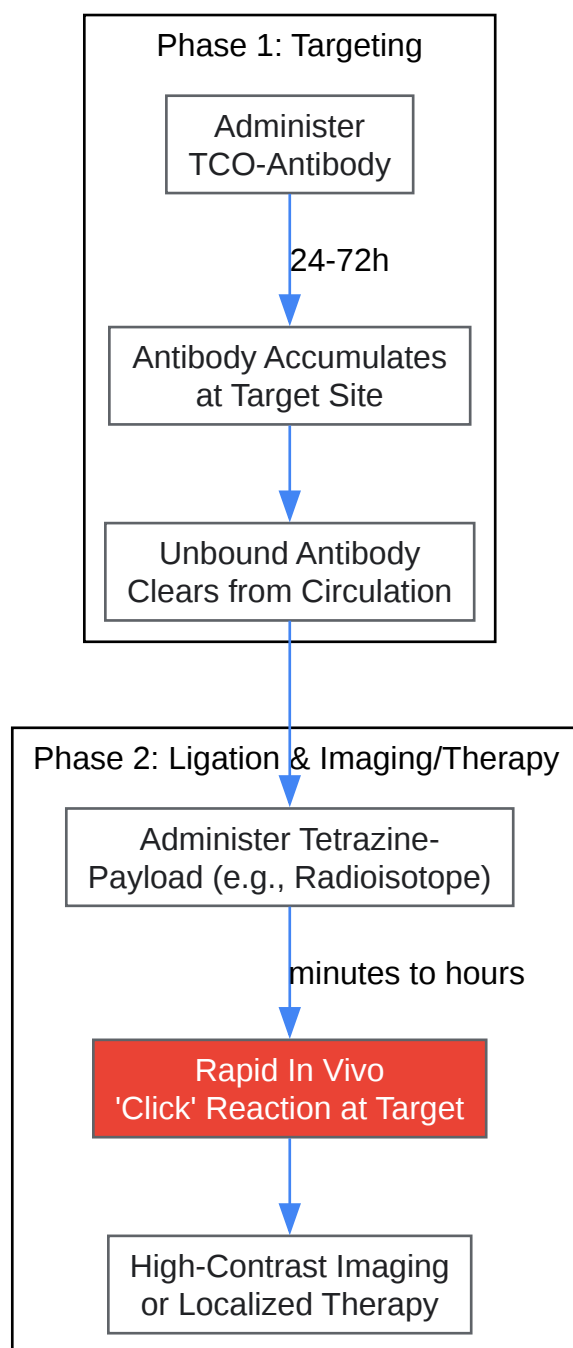 Phase 1: Targeting
Administer
TCO-Antibody
24-72h
Antibody Accumulates
at Target Site
Unbound Antibody
Clears from Circulation
Phase 2: Ligation & Imaging/Therapy
Administer Tetrazine-
Payload (e.g., Radioisotope)
minutes to hours
Rapid In Vivo
'Click' Reaction at Target
High-Contrast Imaging
or Localized Therapy